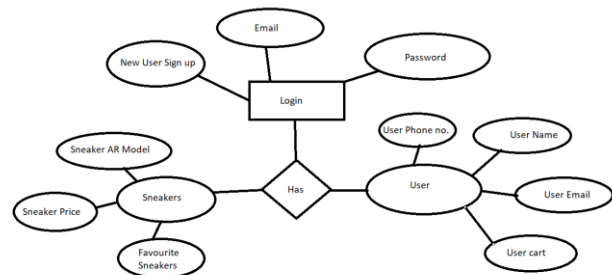 Email
New User Sign up
Password
Login
User Phone no.
User Name
Sneaker AR Model
Has
User
Sneakers
User Email
Sneaker Price
Favourite
Sneakers
User cart